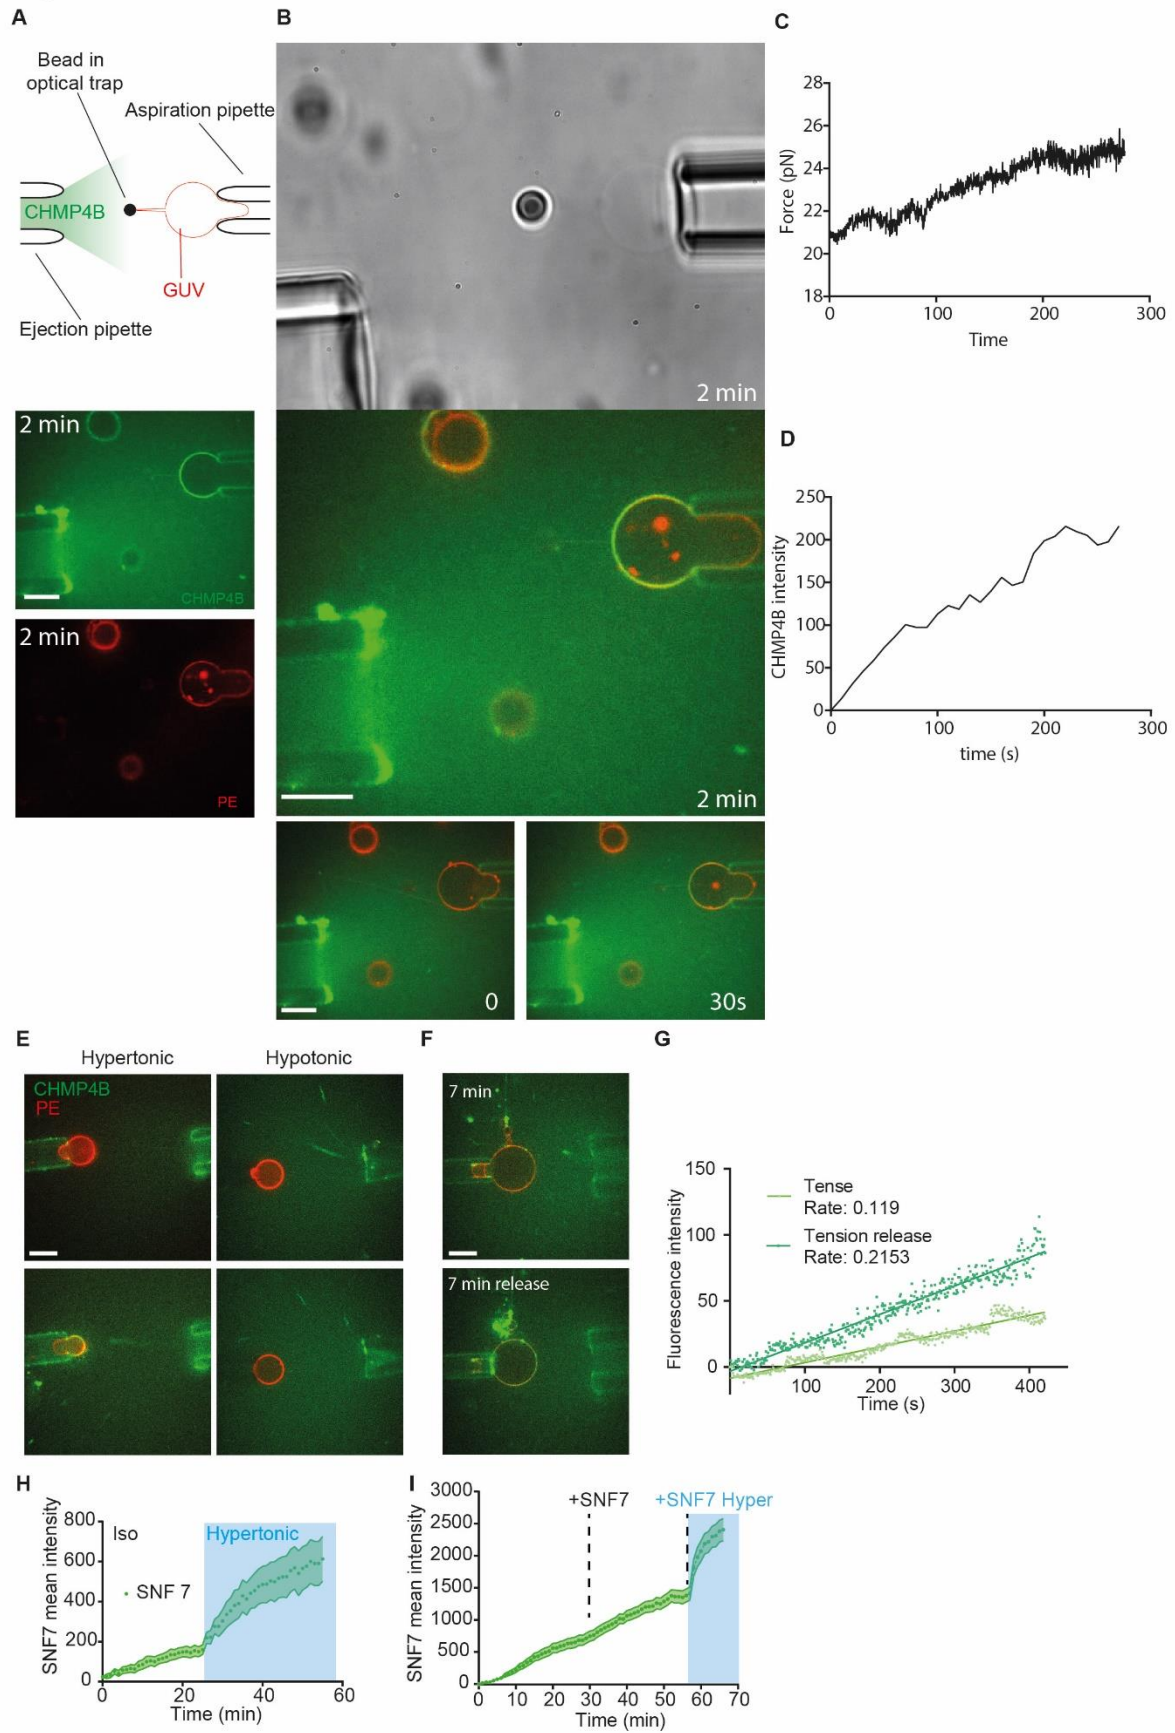 A
Bead in
optical trap
Aspiration pipette
CHMP4B
GUV
Ejection pipette
2 min
CHMP4B
2 min
PE
B
2 min
2 min
0
30s
C
28
26
24
22
20
18
Force (pN)
0
100
200
300
Time
D
250
200
150
100
50
0
CHMP4B intensity
0
100
200
300
time (s)
E
Hypertonic
Hypotonic
CHMP4B
PE
F
7 min
7 min release
G
150
100
50
0
Fluorescence intensity
Tense
Rate: 0.119
Tension release
Rate: 0.2153
100
200
300
400
Time (s)
H
800
600
400
200
0
SNF7 mean intensity
Iso
Hypertonic
SNF 7
0
20
40
60
Time (min)
I
3000
2500
2000
1500
1000
500
0
SNF7 mean intensity
+SNF7
+SNF7 Hyper
0
10
20
30
40
50
60
70
Time (min)